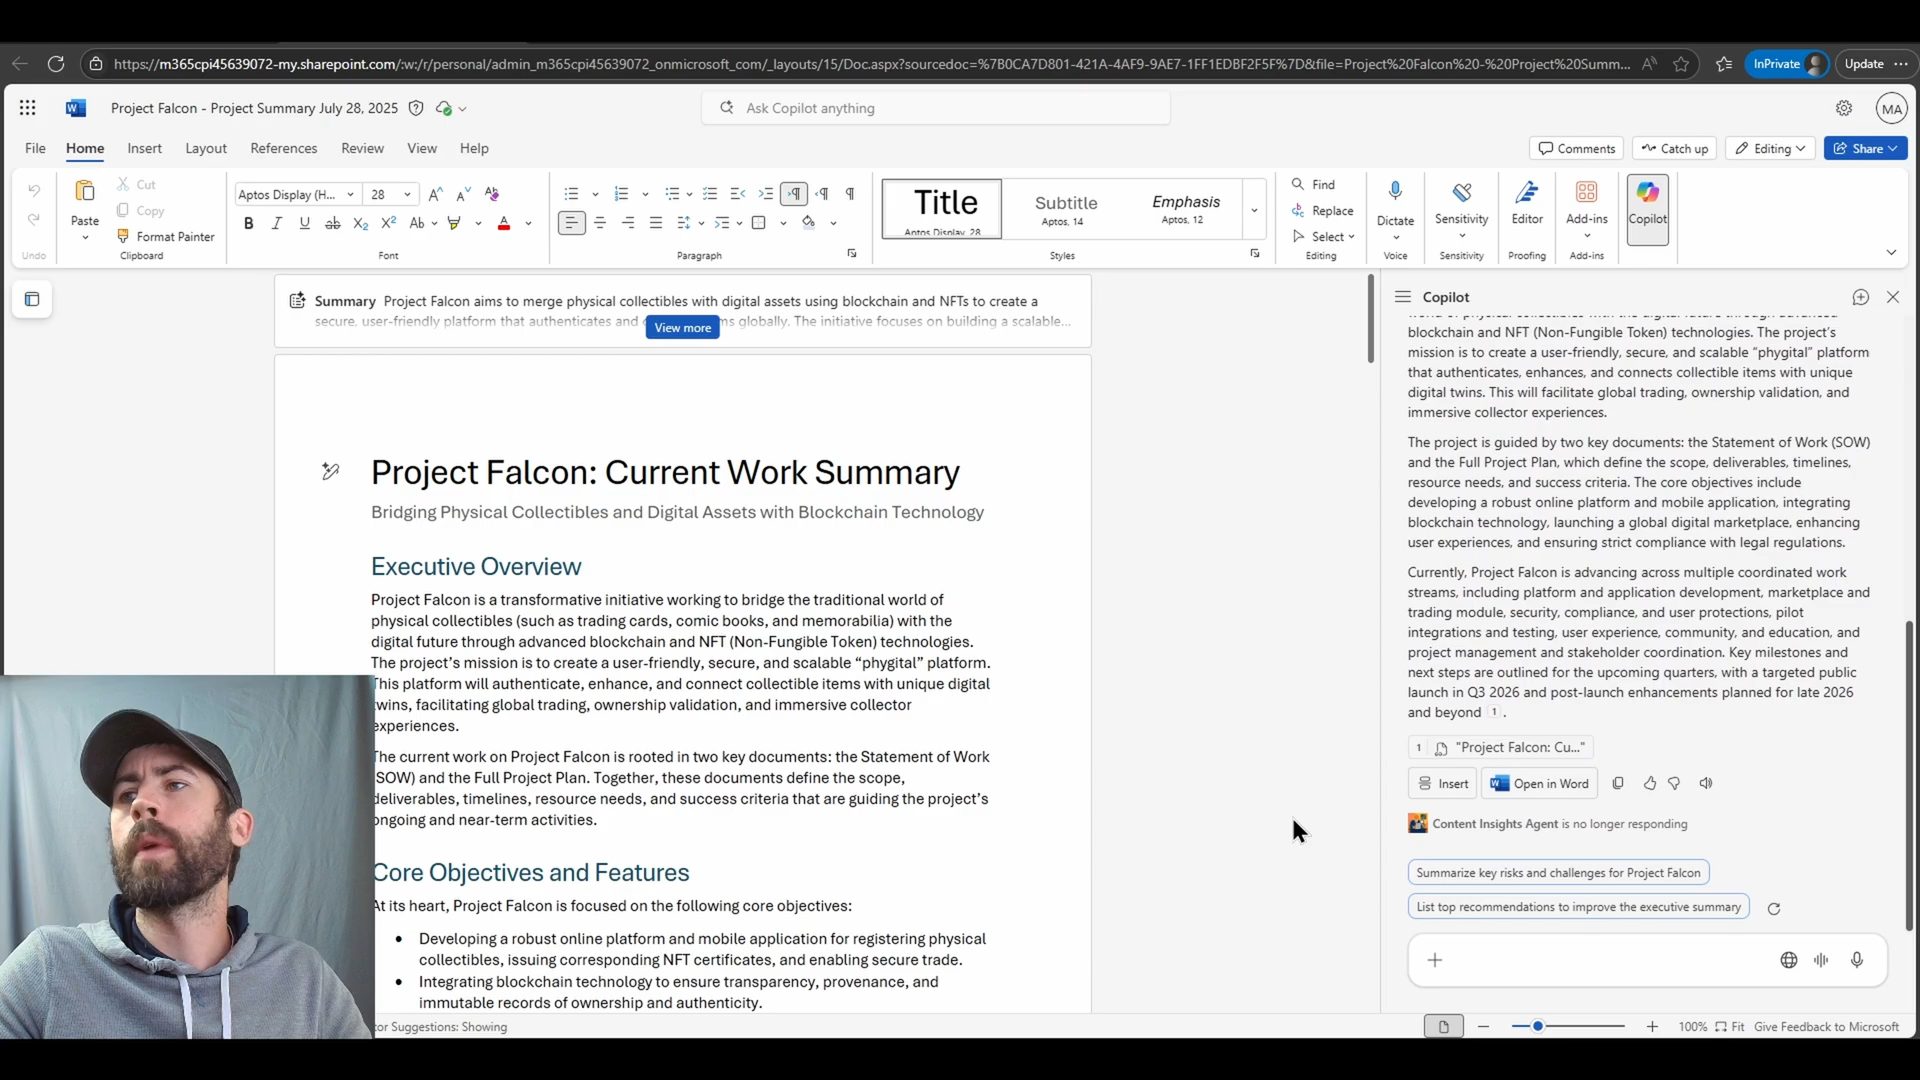 https://m365cpi45639072-my.sharepoint.com/:w:/r/personal/admin_m365cpi45639072_onmicrosoft_com/_layouts/15/Doc.aspx?sourcedoc=%7B0CA7D801-421A-4AF9-9AE7-1FF1EDBF2F5F%7D&file=Project%20Falcon%20-%20Project%20Summ...
InPrivate
Update
Project Falcon - Project Summary July 28, 2025
Ask Copilot anything
MA
File Home Insert Layout References Review View Help
Comments Catch up Editing Share
Paste
Cut
Copy
Format Painter
Undo
Clipboard
Aptos Display (H... 28
Font
Paragraph
Title
Aptos Display, 28
Subtitle
Aptos, 14
Emphasis
Aptos, 12
Styles
Find
Replace
Select
Editing
Dictate
Voice
Sensitivity
Sensitivity
Editor
Proofing
Add-ins
Add-ins
Copilot
Summary Project Falcon aims to merge physical collectibles with digital assets using blockchain and NFTs to create a
secure, user-friendly platform that authenticates and View more ms globally. The initiative focuses on building a scalable...
Project Falcon: Current Work Summary
Bridging Physical Collectibles and Digital Assets with Blockchain Technology
Executive Overview
Project Falcon is a transformative initiative working to bridge the traditional world of
physical collectibles (such as trading cards, comic books, and memorabilia) with the
digital future through advanced blockchain and NFT (Non-Fungible Token) technologies.
The project's mission is to create a user-friendly, secure, and scalable “phygital” platform.
This platform will authenticate, enhance, and connect collectible items with unique digital
twins, facilitating global trading, ownership validation, and immersive collector
experiences.
The current work on Project Falcon is rooted in two key documents: the Statement of Work
(SOW) and the Full Project Plan. Together, these documents define the scope,
deliverables, timelines, resource needs, and success criteria that are guiding the project's
ongoing and near-term activities.
Core Objectives and Features
At its heart, Project Falcon is focused on the following core objectives:
• Developing a robust online platform and mobile application for registering physical
collectibles, issuing corresponding NFT certificates, and enabling secure trade.
• Integrating blockchain technology to ensure transparency, provenance, and
immutable records of ownership and authenticity.
Copilot
world of physical collectibles with the digital future through advanced
blockchain and NFT (Non-Fungible Token) technologies. The project's
mission is to create a user-friendly, secure, and scalable “phygital” platform
that authenticates, enhances, and connects collectible items with unique
digital twins. This will facilitate global trading, ownership validation, and
immersive collector experiences.
The project is guided by two key documents: the Statement of Work (SOW)
and the Full Project Plan, which define the scope, deliverables, timelines,
resource needs, and success criteria. The core objectives include
developing a robust online platform and mobile application, integrating
blockchain technology, launching a global digital marketplace, enhancing
user experiences, and ensuring strict compliance with legal regulations.
Currently, Project Falcon is advancing across multiple coordinated work
streams, including platform and application development, marketplace and
trading module, security, compliance, and user protections, pilot
integrations and testing, user experience, community, and education, and
project management and stakeholder coordination. Key milestones and
next steps are outlined for the upcoming quarters, with a targeted public
launch in Q3 2026 and post-launch enhancements planned for late 2026
and beyond 1 .
1 "Project Falcon: Cu..."
Insert Open in Word
Content Insights Agent is no longer responding
Summarize key risks and challenges for Project Falcon
List top recommendations to improve the executive summary
or Suggestions: Showing
100% Fit Give Feedback to Microsoft